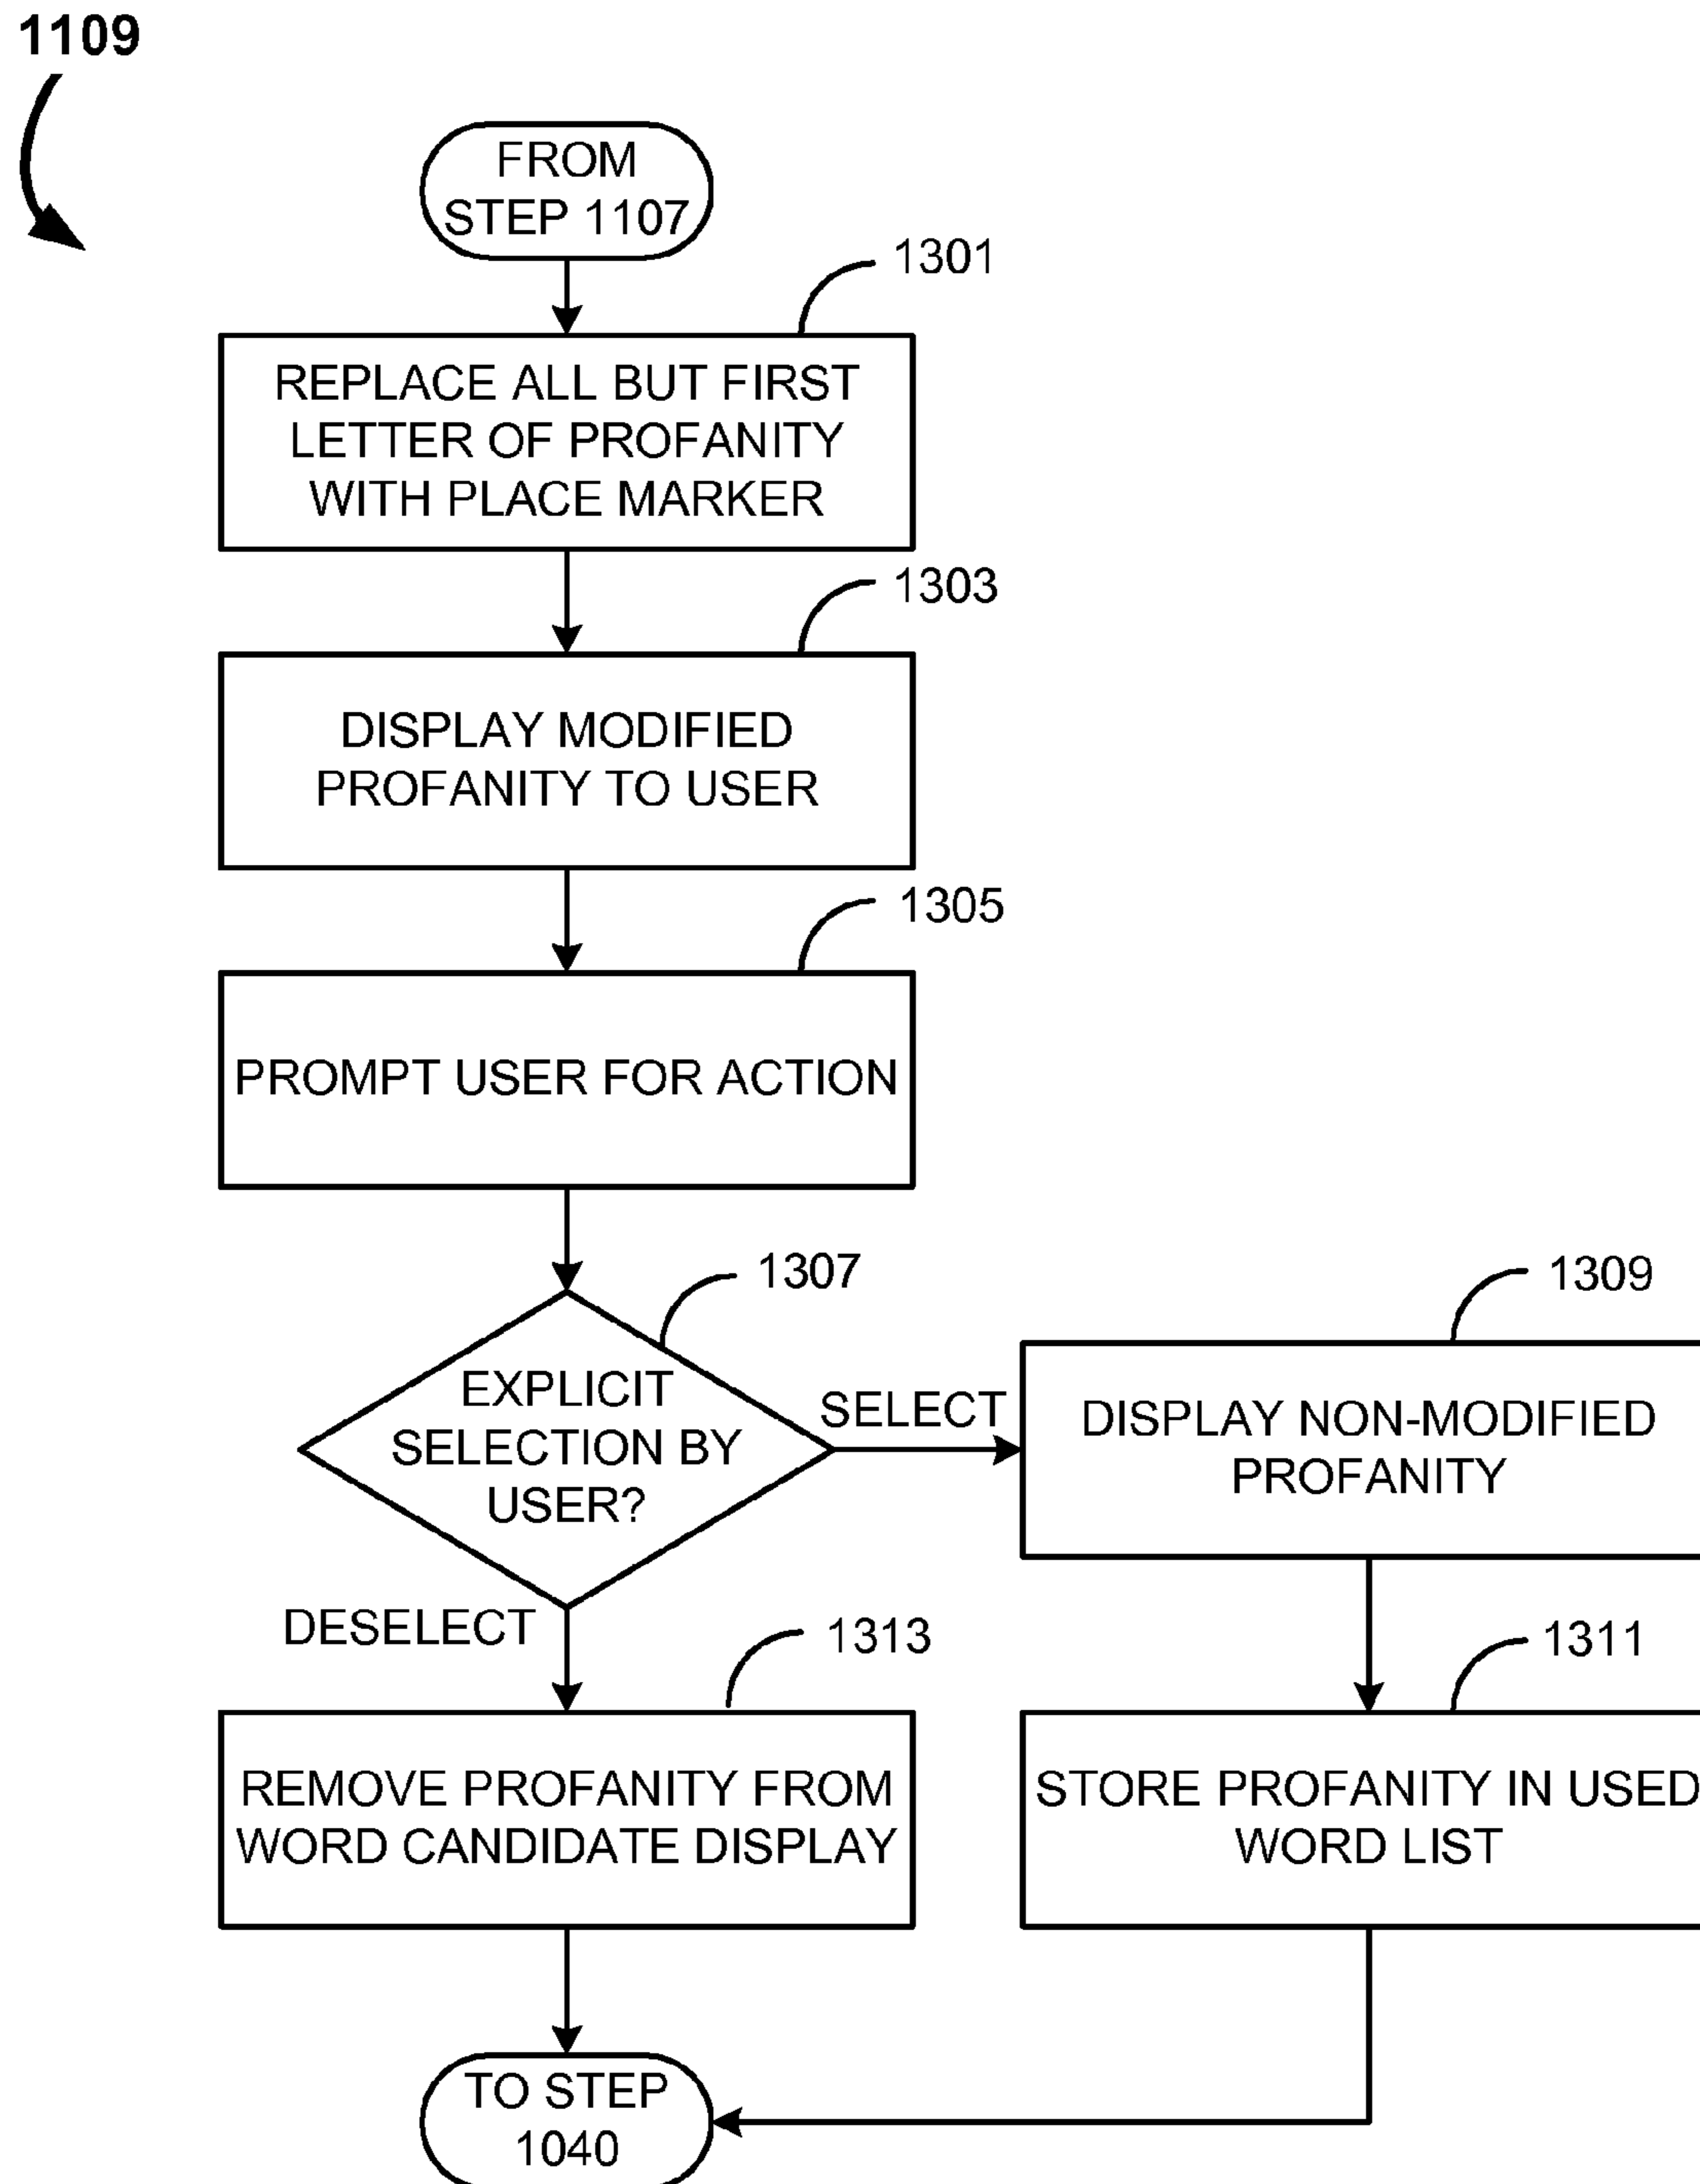 1109
FROM
STEP 1107
1301
REPLACE ALL BUT FIRST
LETTER OF PROFANITY
WITH PLACE MARKER
1303
DISPLAY MODIFIED
PROFANITY TO USER
1305
PROMPT USER FOR ACTION
1307
EXPLICIT
SELECTION BY
USER?
SELECT
1309
DISPLAY NON-MODIFIED
PROFANITY
DESELECT
1313
REMOVE PROFANITY FROM
WORD CANDIDATE DISPLAY
1311
STORE PROFANITY IN USED
WORD LIST
TO STEP
1040